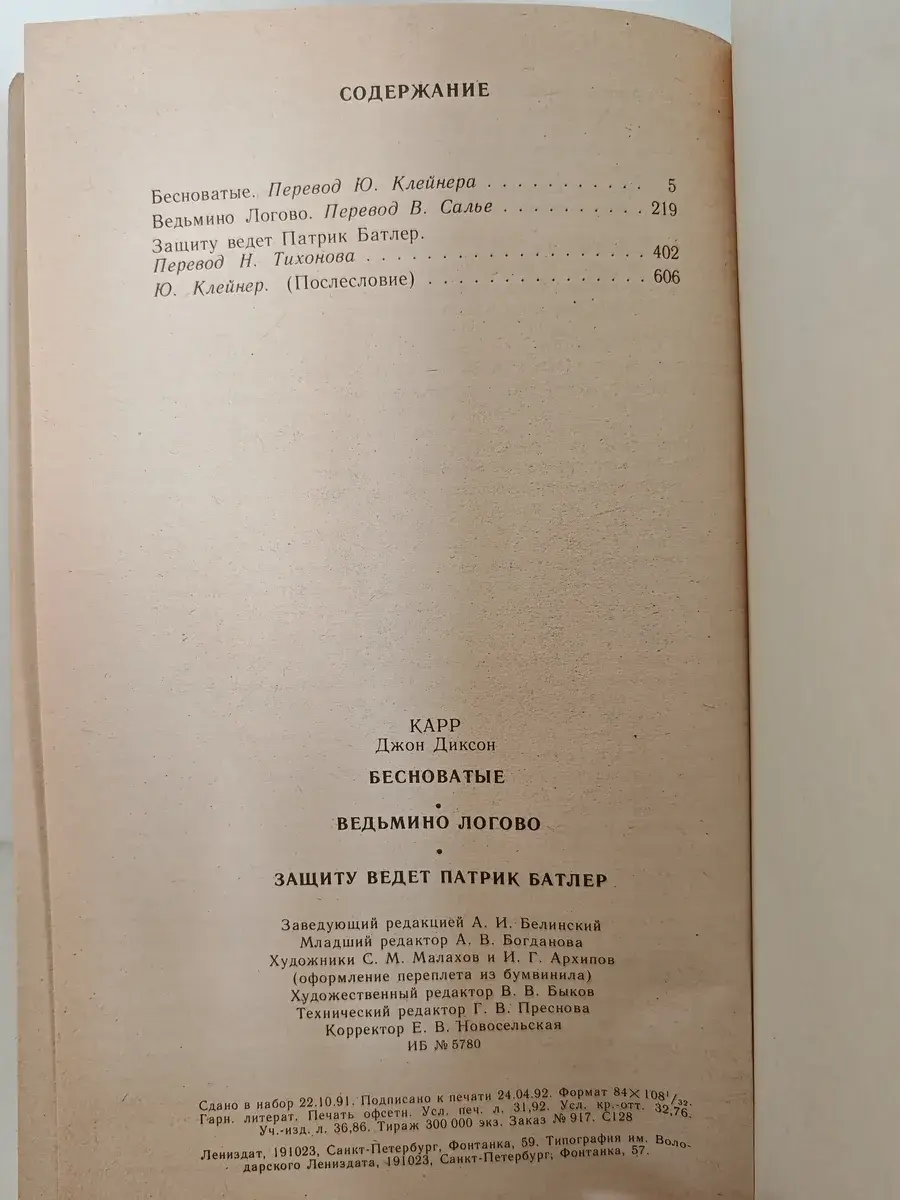 СОДЕРЖАНИЕ
Бесноватые. Перевод Ю. Клейнера . . . . . . . . . . . 5
Ведьмино Логово. Перевод В. Салье . . . . . . . . . . 219
Защиту ведет Патрик Батлер.
Перевод Н. Тихонова . . . . . . . . . . . . . . . . . . . 402
Ю. Клейнер. (Послесловие) . . . . . . . . . . . . . . . 606
КАРР
Джон Диксон
БЕСНОВАТЫЕ
•
ВЕДЬМИНО ЛОГОВО
•
ЗАЩИТУ ВЕДЕТ ПАТРИК БАТЛЕР
Заведующий редакцией А. И. Белинский
Младший редактор А. В. Богданова
Художники С. М. Малахов и И. Г. Архипов
(оформление переплета из бумвинила)
Художественный редактор В. В. Быков
Технический редактор Г. В. Преснова
Корректор Е. В. Новосельская
ИБ № 5780
Сдано в набор 22.10.91. Подписано к печати 24.04.92. Формат 84×108¹/₃₂.
Гарн. литерат. Печать офсетн. Усл. печ. л. 31,92. Усл. кр.-отт. 32,76.
Уч.-изд. л. 36,86. Тираж 300 000 экз. Заказ № 917. С128
Лениздат, 191023, Санкт-Петербург, Фонтанка, 59. Типография им. Воло-
дарского Лениздата, 191023, Санкт-Петербург, Фонтанка, 57.